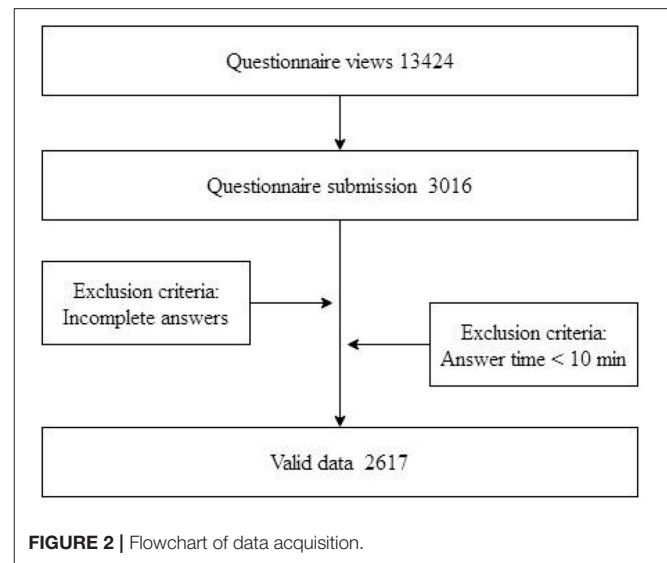 Questionnaire views 13424
Questionnaire submission 3016
Exclusion criteria:
Incomplete answers
Exclusion criteria:
Answer time < 10 min
Valid data 2617
FIGURE 2 | Flowchart of data acquisition.